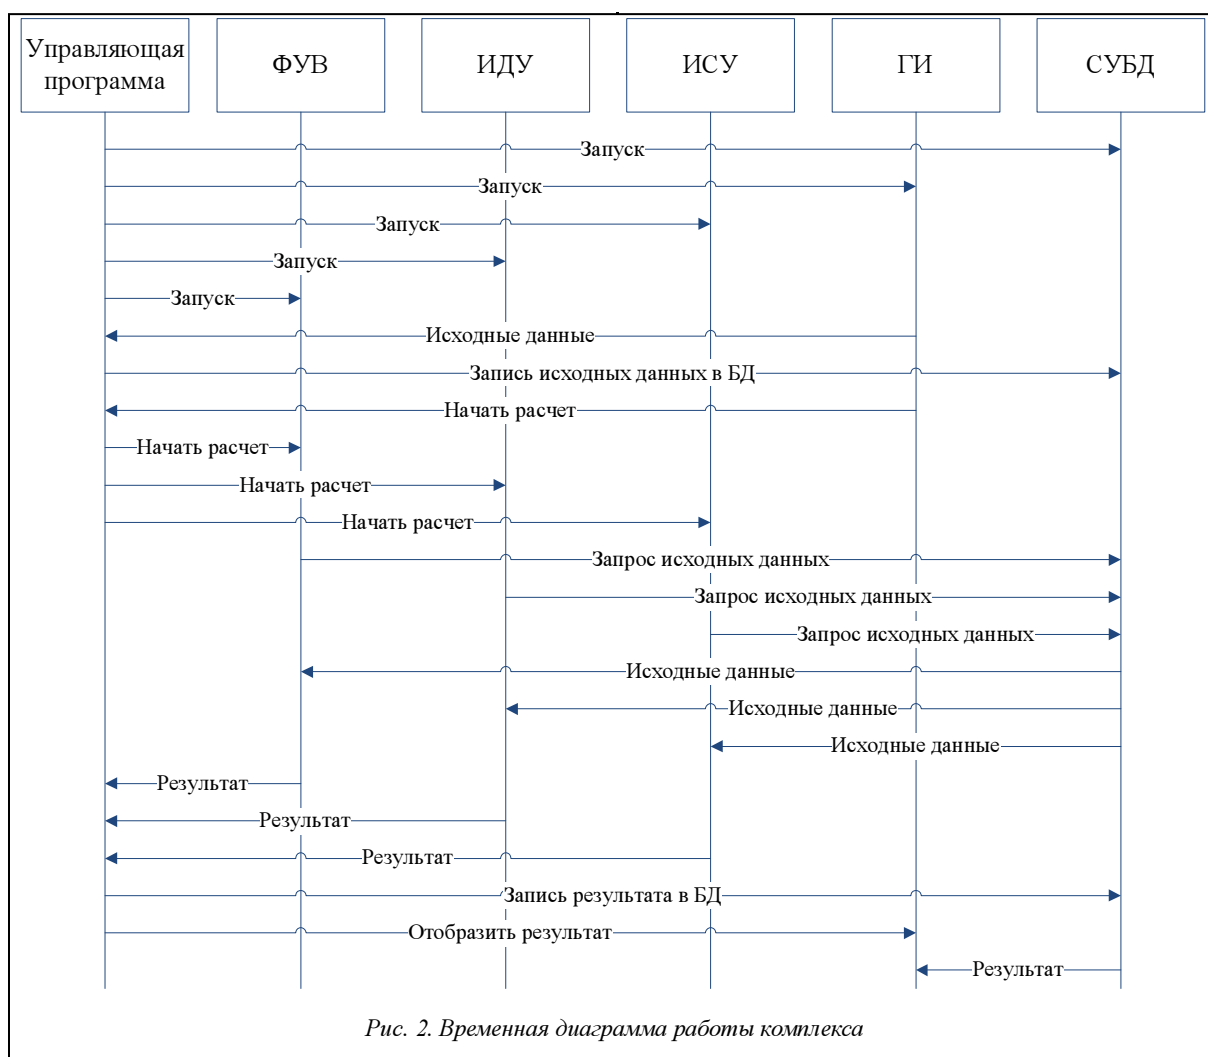 Управляющая
программа
ФУВ
ИДУ
ИСУ
ГИ
СУБД
Запуск
Запуск
Запуск
Запуск
Запуск
Исходные данные
Запись исходных данных в БД
Начать расчет
Начать расчет
Начать расчет
Начать расчет
Запрос исходных данных
Запрос исходных данных
Запрос исходных данных
Исходные данные
Исходные данные
Исходные данные
Результат
Результат
Результат
Запись результата в БД
Отобразить результат
Результат
Рис. 2. Временная диаграмма работы комплекса